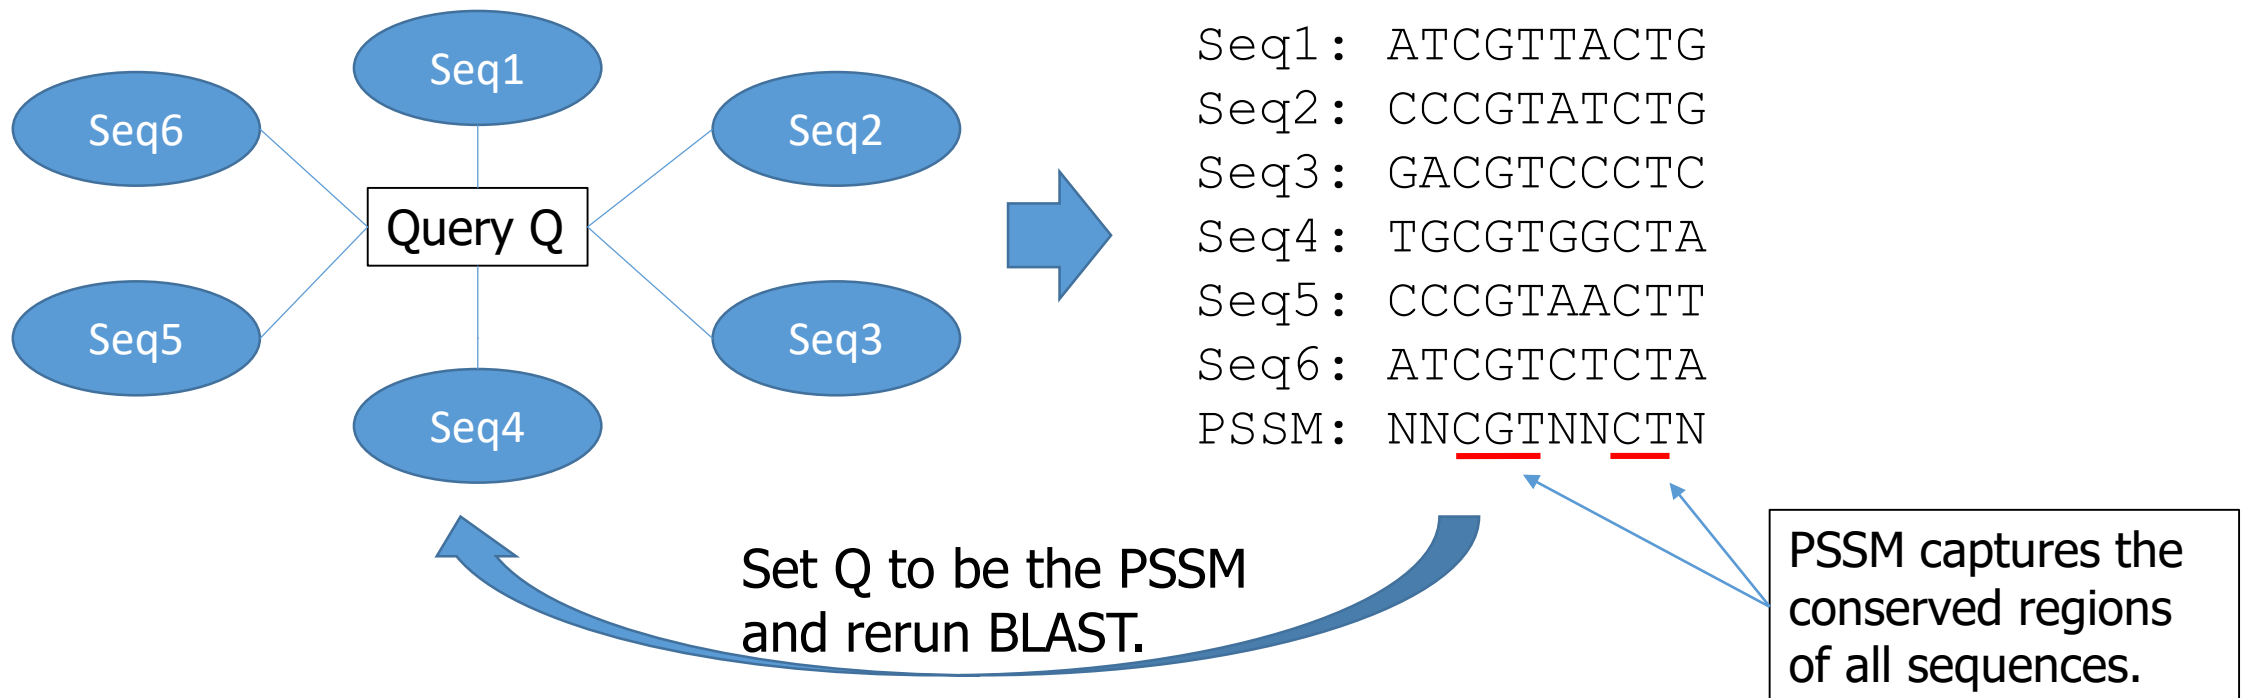 Seq1
Seq6
Seq2
Query Q
Seq5
Seq3
Seq4
Seq1: ATCGTTACTG
Seq2: CCCGTATCTG
Seq3: GACGTCCCTC
Seq4: TGCGTGGCTA
Seq5: CCCGTAACTT
Seq6: ATCGTCTCTA
PSSM: NNCGTNNCTN
Set Q to be the PSSM
and rerun BLAST.
PSSM captures the
conserved regions
of all sequences.